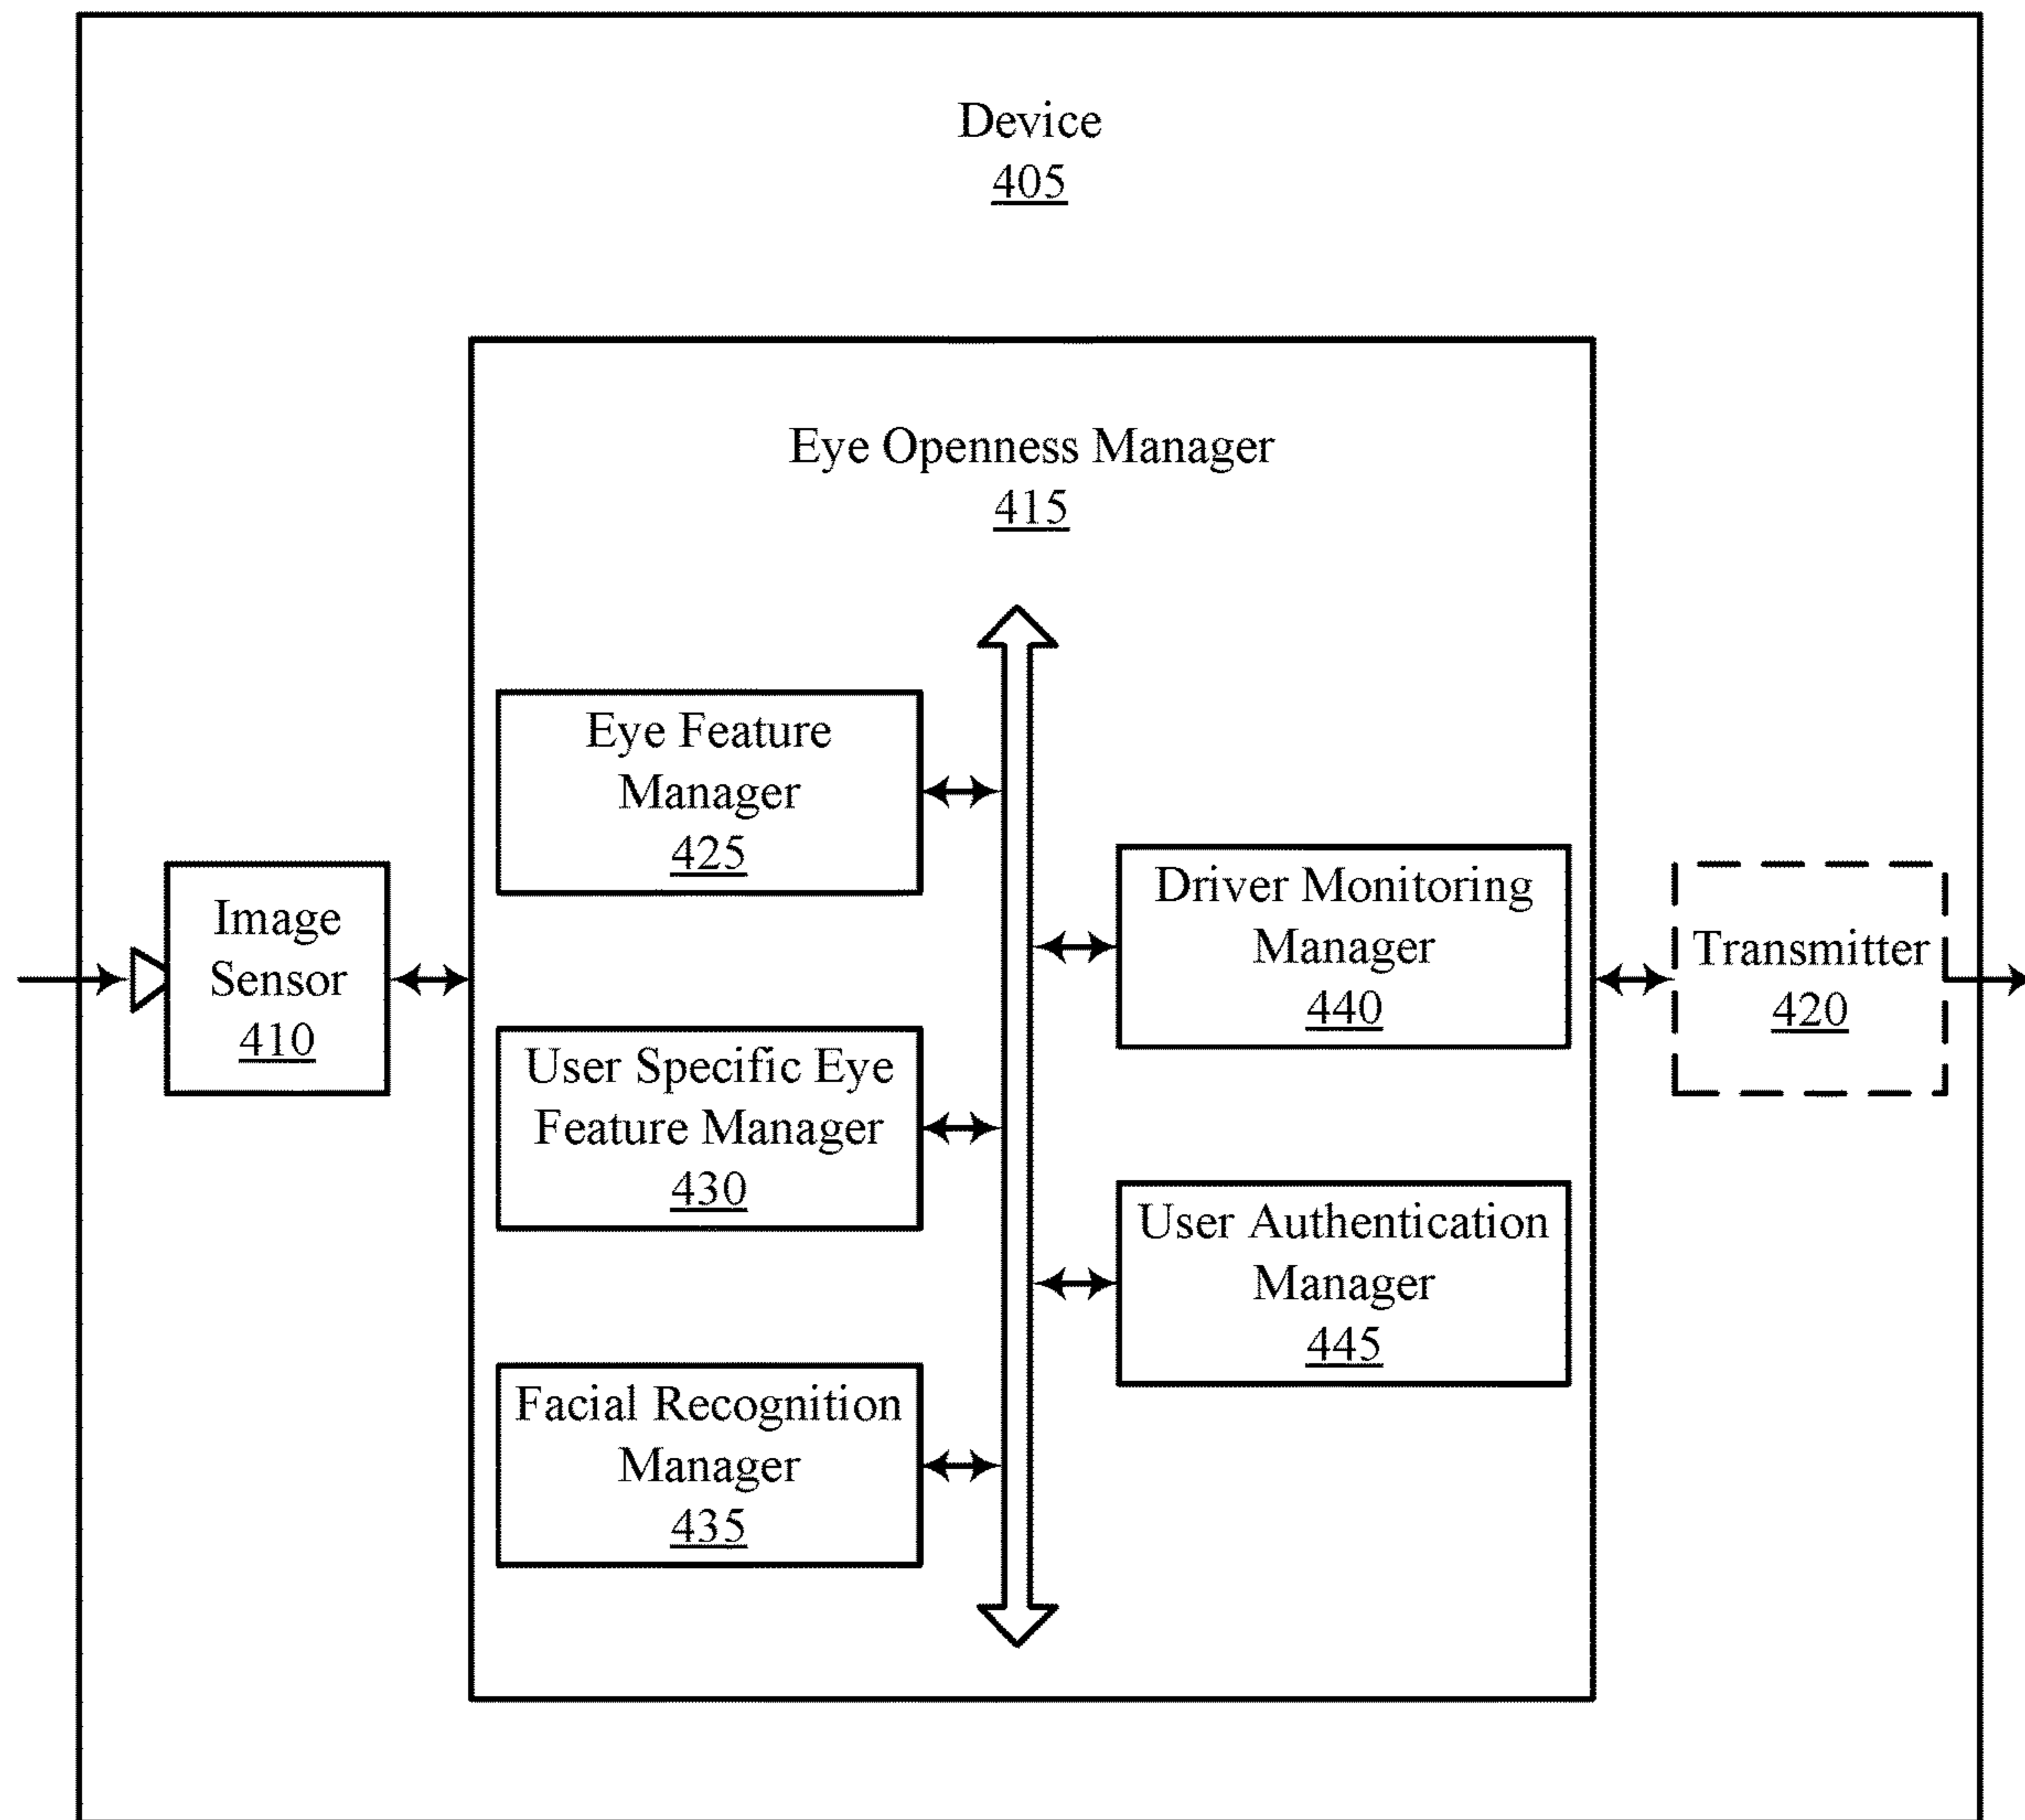 Device
405
Eye Openness Manager
415
Image
Sensor
410
Eye Feature
Manager
425
User Specific Eye
Feature Manager
430
Facial Recognition
Manager
435
Driver Monitoring
Manager
440
User Authentication
Manager
445
Transmitter
420